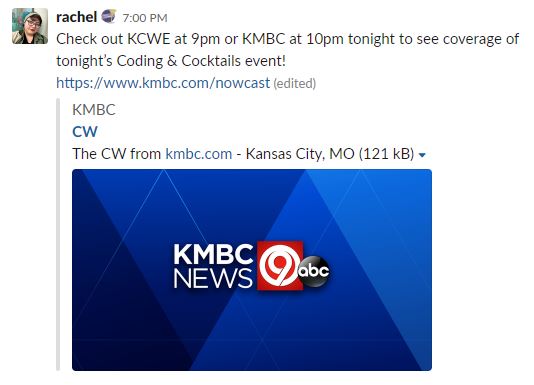 rachel 7:00 PM
Check out KCWE at 9pm or KMBC at 10pm tonight to see coverage of
tonight's Coding & Cocktails event!
https://www.kmbc.com/nowcast (edited)
KMBC
CW
The CW from kmbc.com - Kansas City, MO (121 kB)
KMBC
NEWS 9 abc